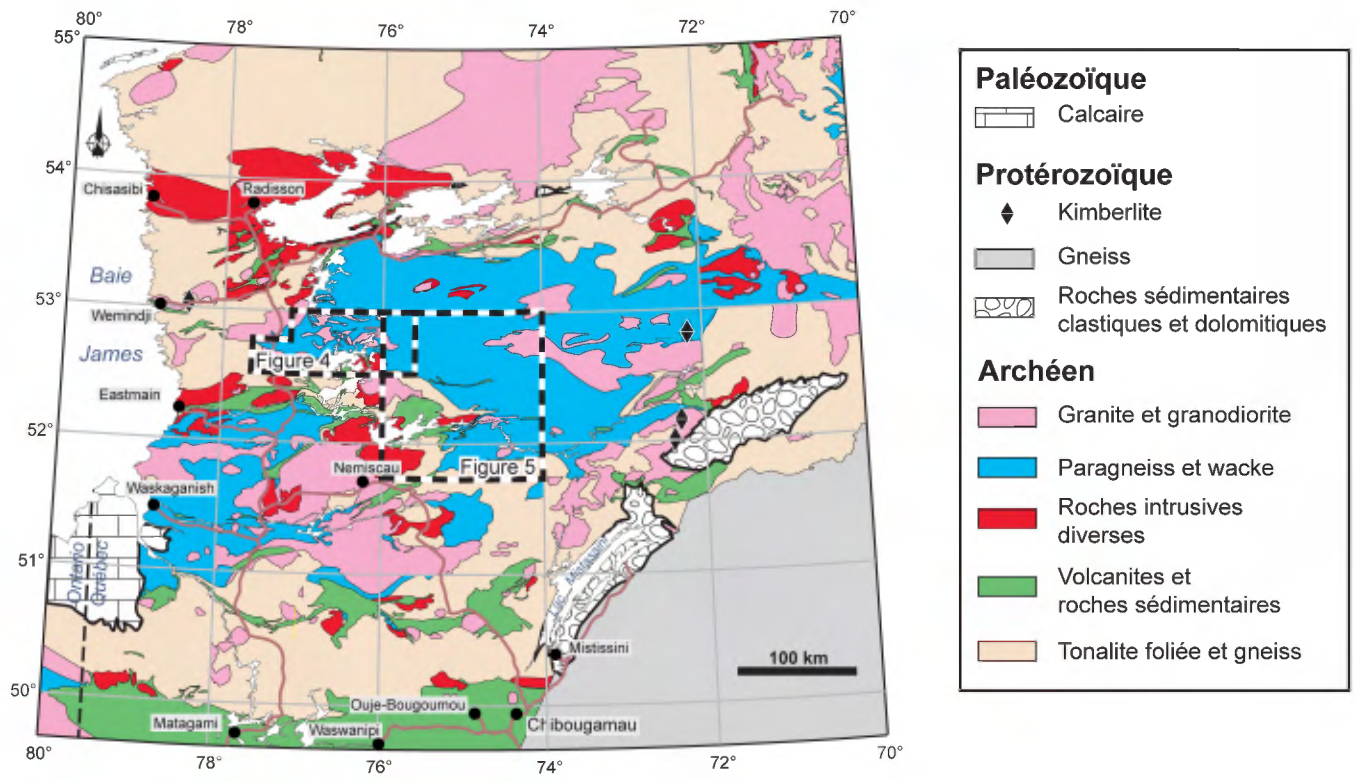 80°
78°
76°
74°
72°
70°
55°
54°
Chisasibi
Radisson
Baie
53°
Wemindji
James
Figure 4
Eastmain
52°
Nemiscau
Figure 5
Waskaganish
51°
Ontario
Québec
Lac Mistassini
100 km
Mistissini
50°
Ouje-Bougoumou
Matagami
Waswanipi
Chibougamau
80°
78°
76°
74°
72°
70°
Paléozoïque
Calcaire
Protérozoïque
Kimberlite
Gneiss
Roches sédimentaires
clastiques et dolomitiques
Archéen
Granite et granodiorite
Paragneiss et wacke
Roches intrusives
diverses
Volcanites et
roches sédimentaires
Tonalite foliée et gneiss